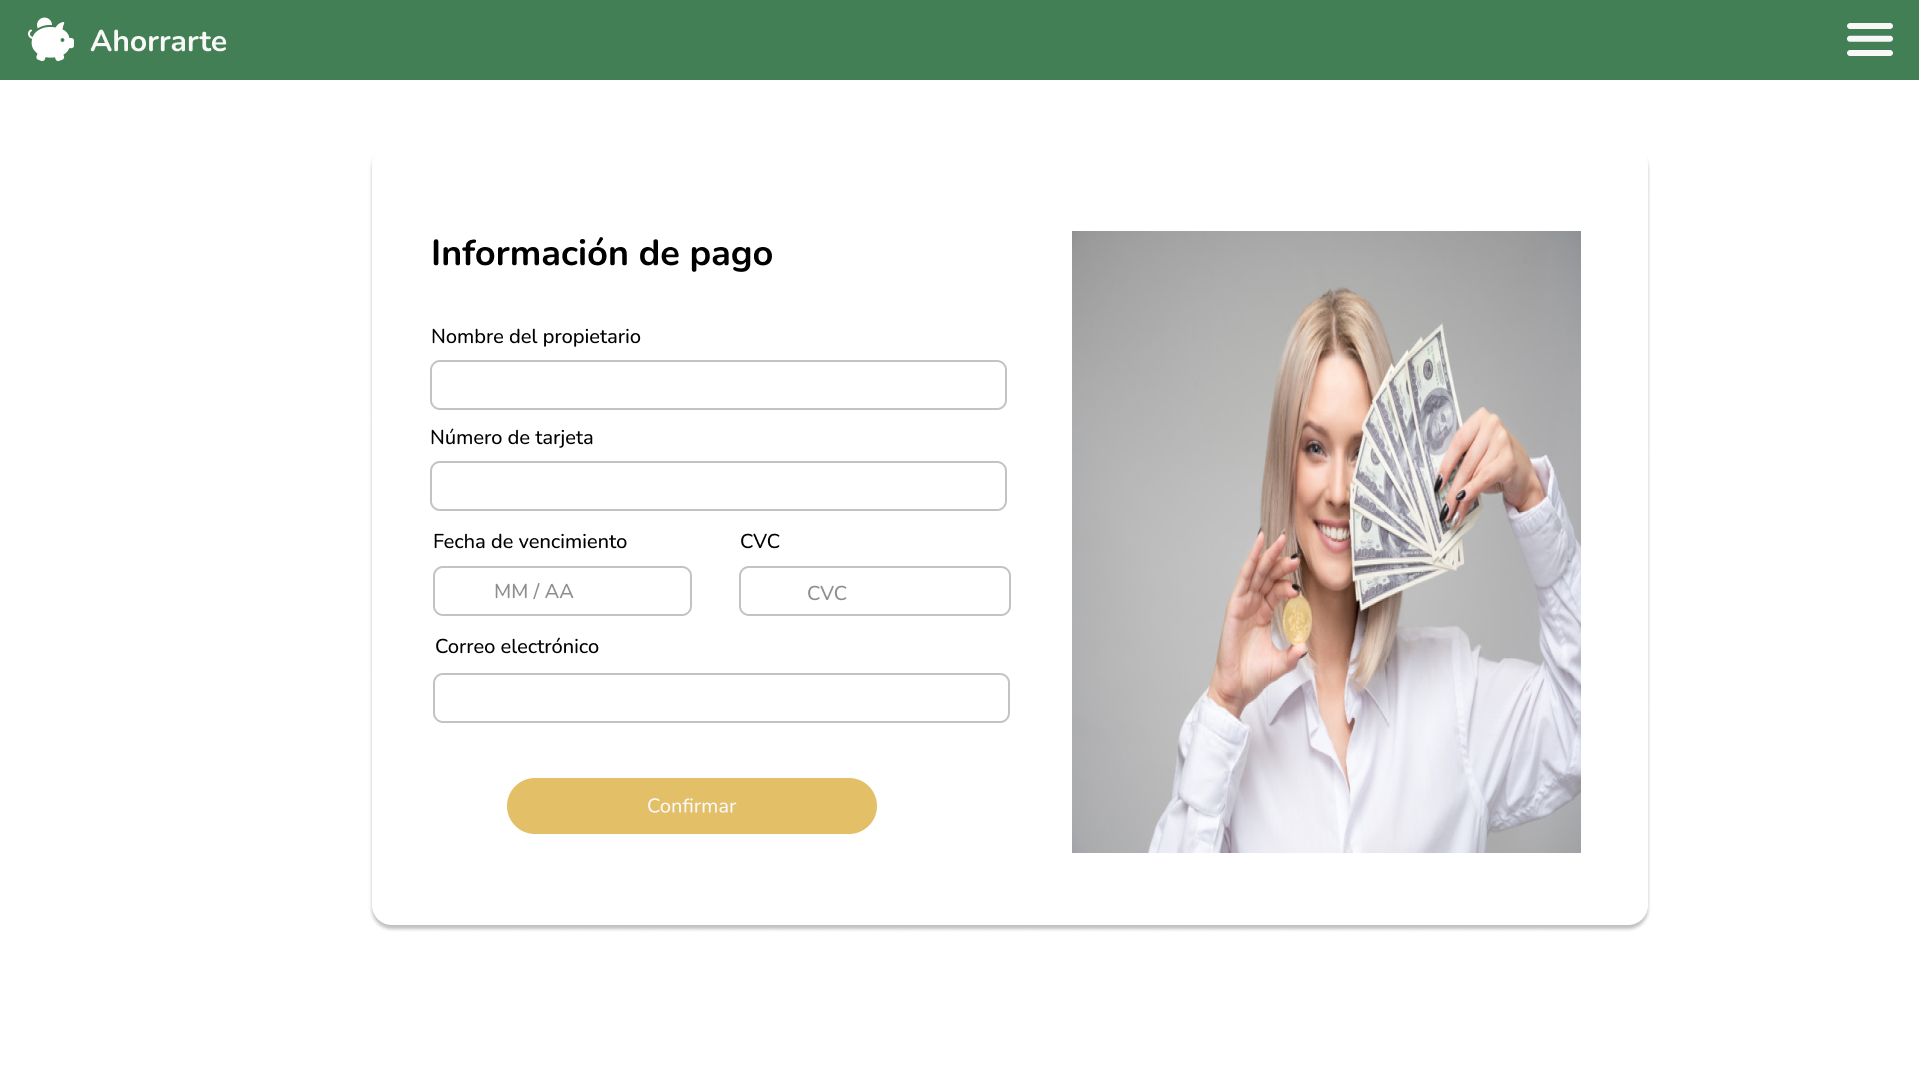 Ahorrarte
Información de pago
Nombre del propietario
Número de tarjeta
Fecha de vencimiento
CVC
MM / AA
CVC
Correo electrónico
Confirmar